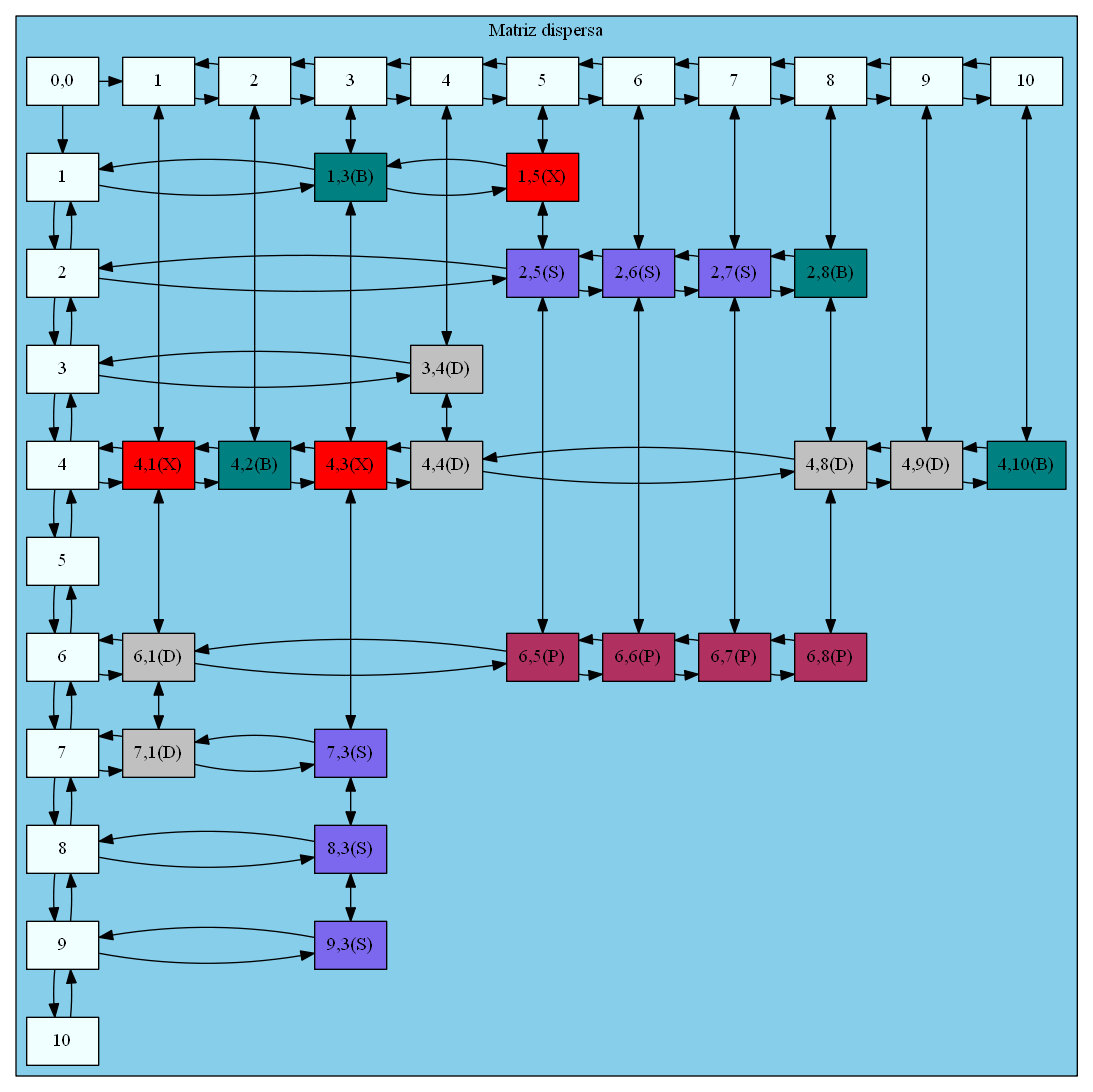 Matriz dispersa
0,0 1 2 3 4 5 6 7 8 9 10
1 1,3(B) 1,5(X)
2 2,5(S) 2,6(S) 2,7(S) 2,8(B)
3 3,4(D)
4 4,1(X) 4,2(B) 4,3(X) 4,4(D) 4,8(D) 4,9(D) 4,10(B)
5
6 6,1(D) 6,5(P) 6,6(P) 6,7(P) 6,8(P)
7 7,1(D) 7,3(S)
8 8,3(S)
9 9,3(S)
10